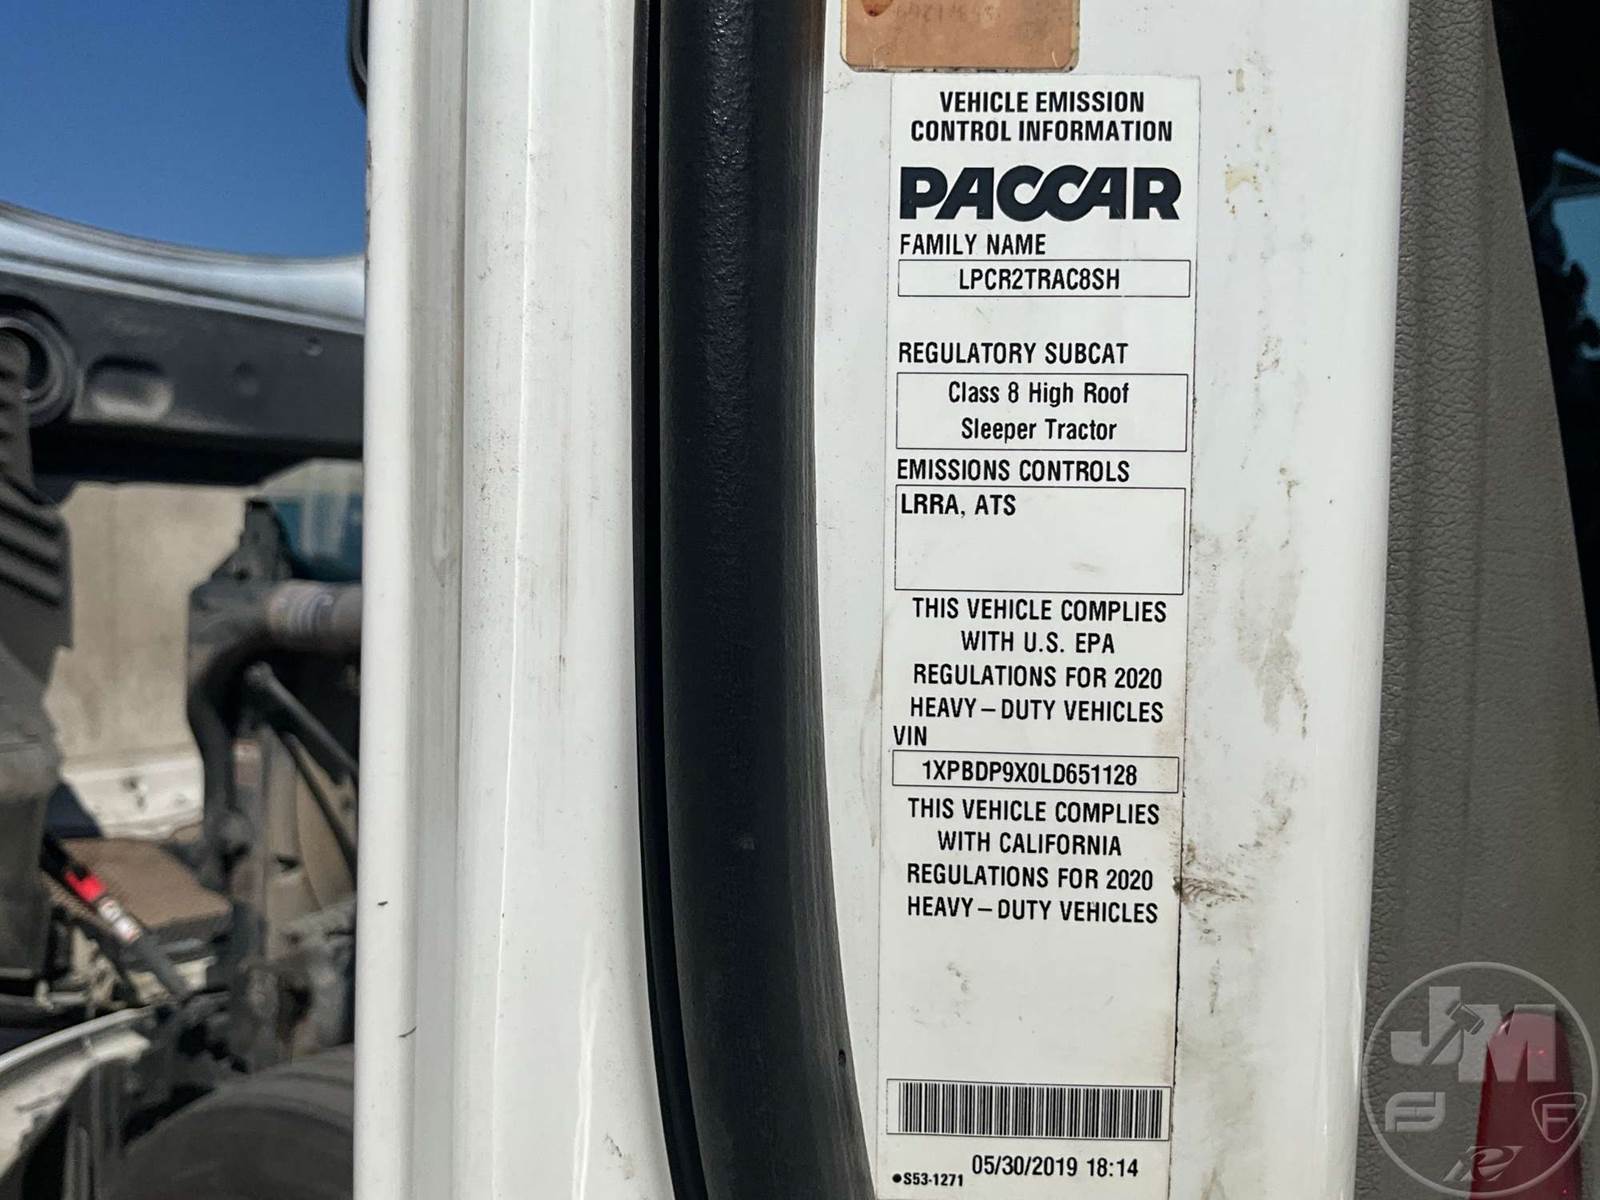 VEHICLE EMISSION
CONTROL INFORMATION
PACCAR
FAMILY NAME
LPCR2TRAC8SH
REGULATORY SUBCAT
Class 8 High Roof
Sleeper Tractor
EMISSIONS CONTROLS
LRRA, ATS
THIS VEHICLE COMPLIES
WITH U.S. EPA
REGULATIONS FOR 2020
HEAVY – DUTY VEHICLES
VIN
1XPBDP9X0LD651128
THIS VEHICLE COMPLIES
WITH CALIFORNIA
REGULATIONS FOR 2020
HEAVY – DUTY VEHICLES
05/30/2019 18:14
●S53-1271
JM